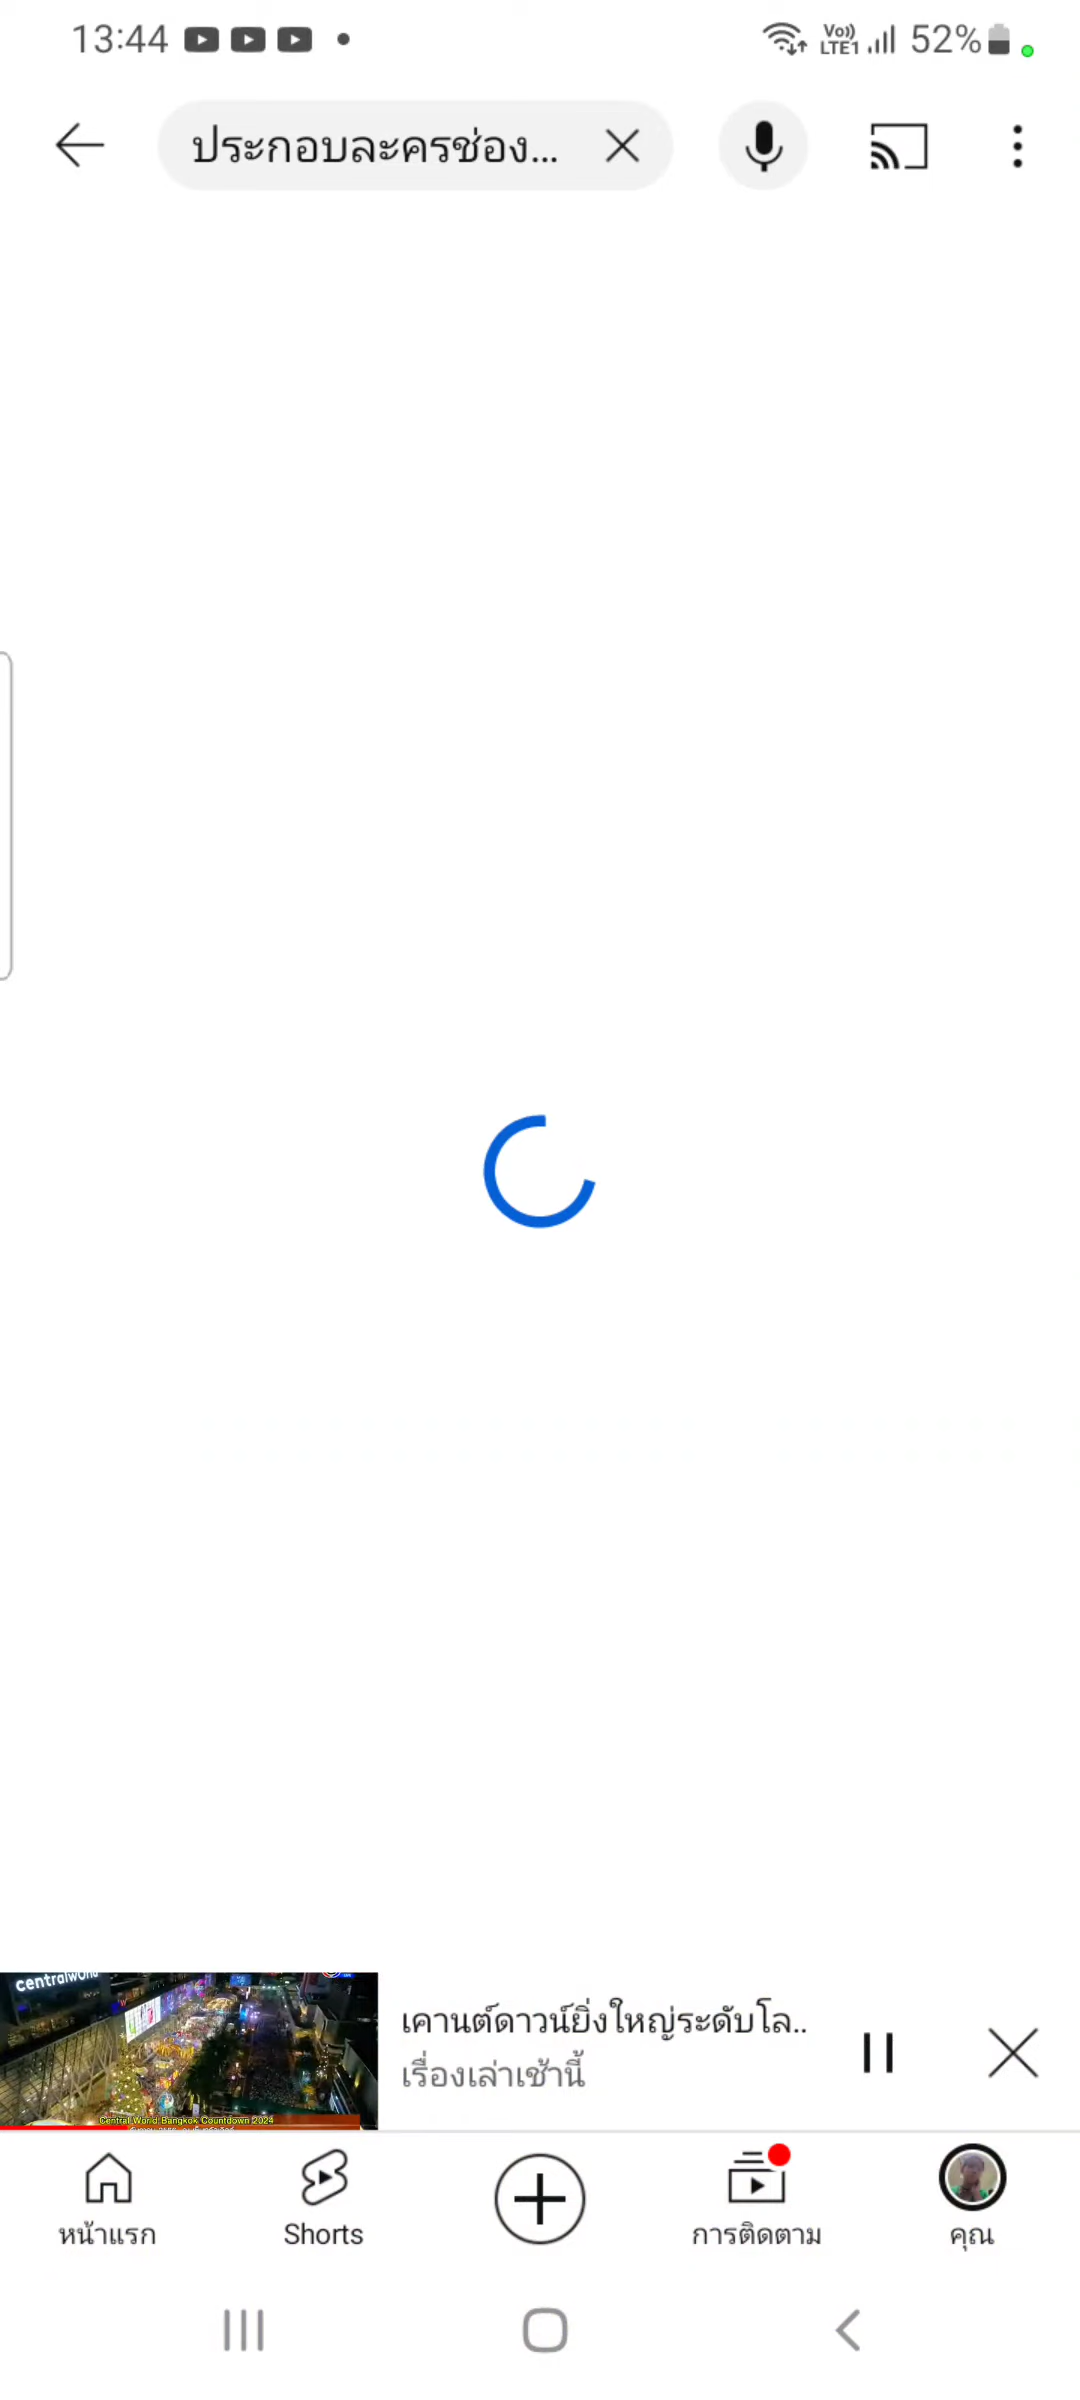 13:44
Vo)) LTE1
52%
ประกอบละครช่อง...
centralworld
Central World Bangkok Countdown 2024
เคานต์ดาวน์ยิ่งใหญ่ระดับโล..
เรื่องเล่าเช้านี้
หน้าแรก
Shorts
การติดตาม
คุณ